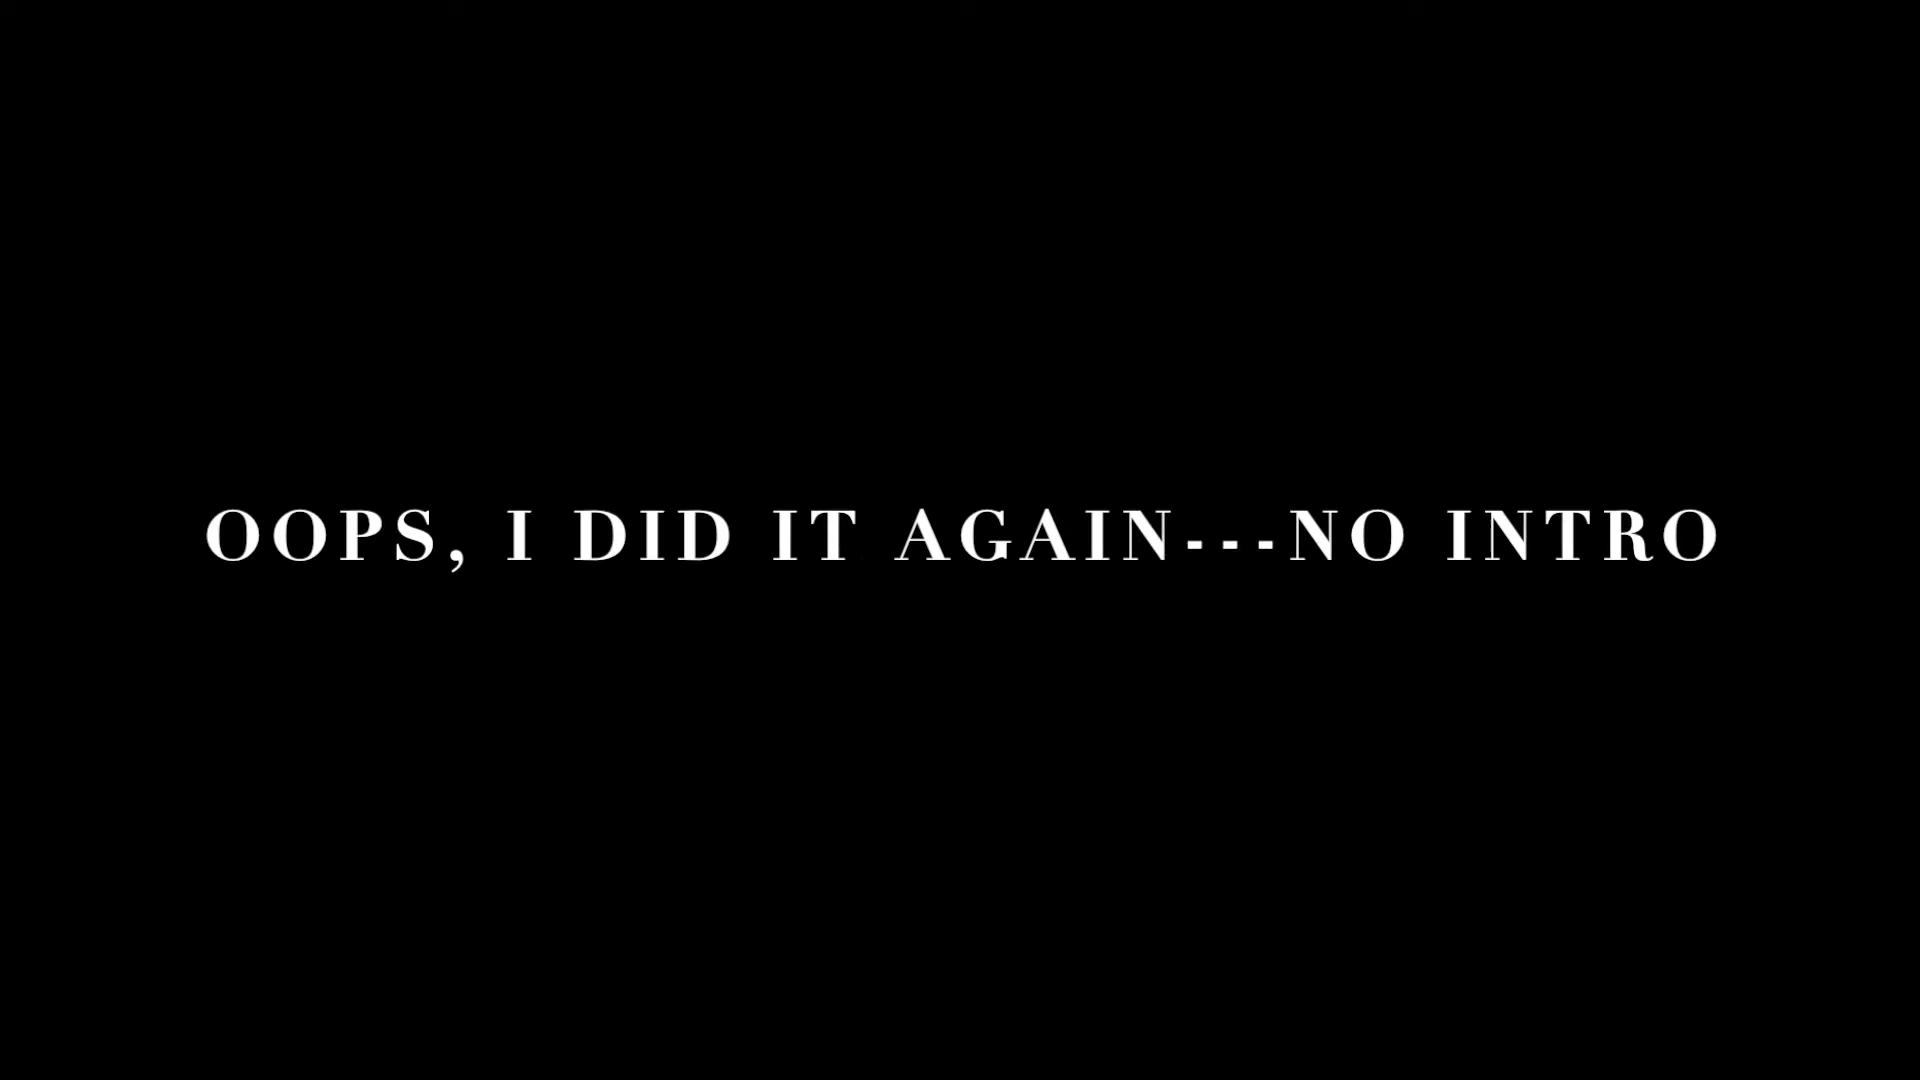 OOPS, I DID IT AGAIN---NO INTRO